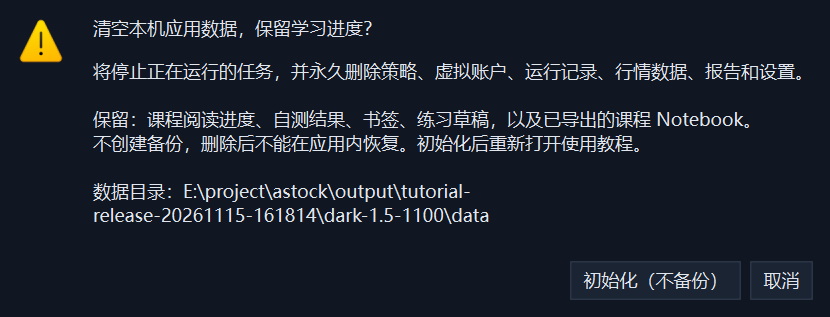 清空本机应用数据，保留学习进度？
将停止正在运行的任务，并永久删除策略、虚拟账户、运行记录、行情数据、报告和设置。
保留：课程阅读进度、自测结果、书签、练习草稿，以及已导出的课程 Notebook。
不创建备份，删除后不能在应用内恢复。初始化后重新打开使用教程。
数据目录：E:\project\astock\output\tutorial-
release-20261115-161814\dark-1.5-1100\data
初始化（不备份）
取消